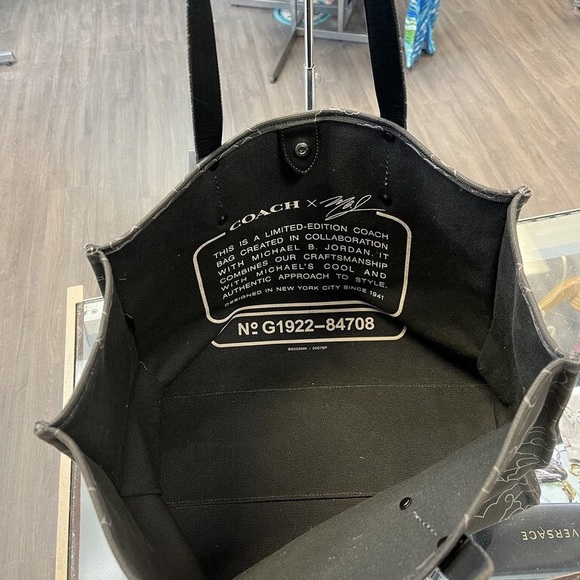 COACH ×
THIS IS A LIMITED-EDITION COACH
BAG CREATED IN COLLABORATION
WITH MICHAEL B. JORDAN. IT
COMBINES OUR CRAFTSMANSHIP
WITH MICHAEL'S COOL AND
AUTHENTIC APPROACH TO STYLE.
DESIGNED IN NEW YORK CITY SINCE 1941
Nº G1922–84708
VERSACE